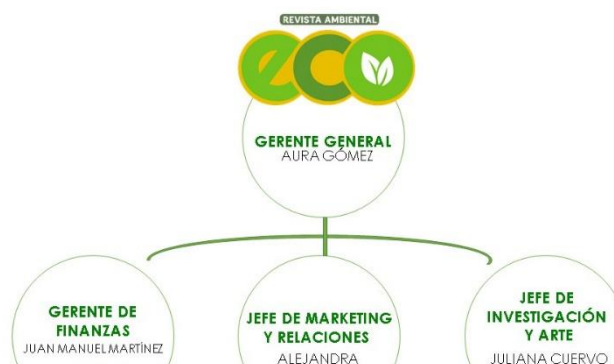 REVISTA AMBIENTAL
eco
GERENTE GENERAL
AURA GÓMEZ
GERENTE DE
FINANZAS
JUAN MANUEL MARTÍNEZ
JEFE DE MARKETING
Y RELACIONES
ALEJANDRA
JEFE DE
INVESTIGACIÓN
Y ARTE
JULIANA CUERVO